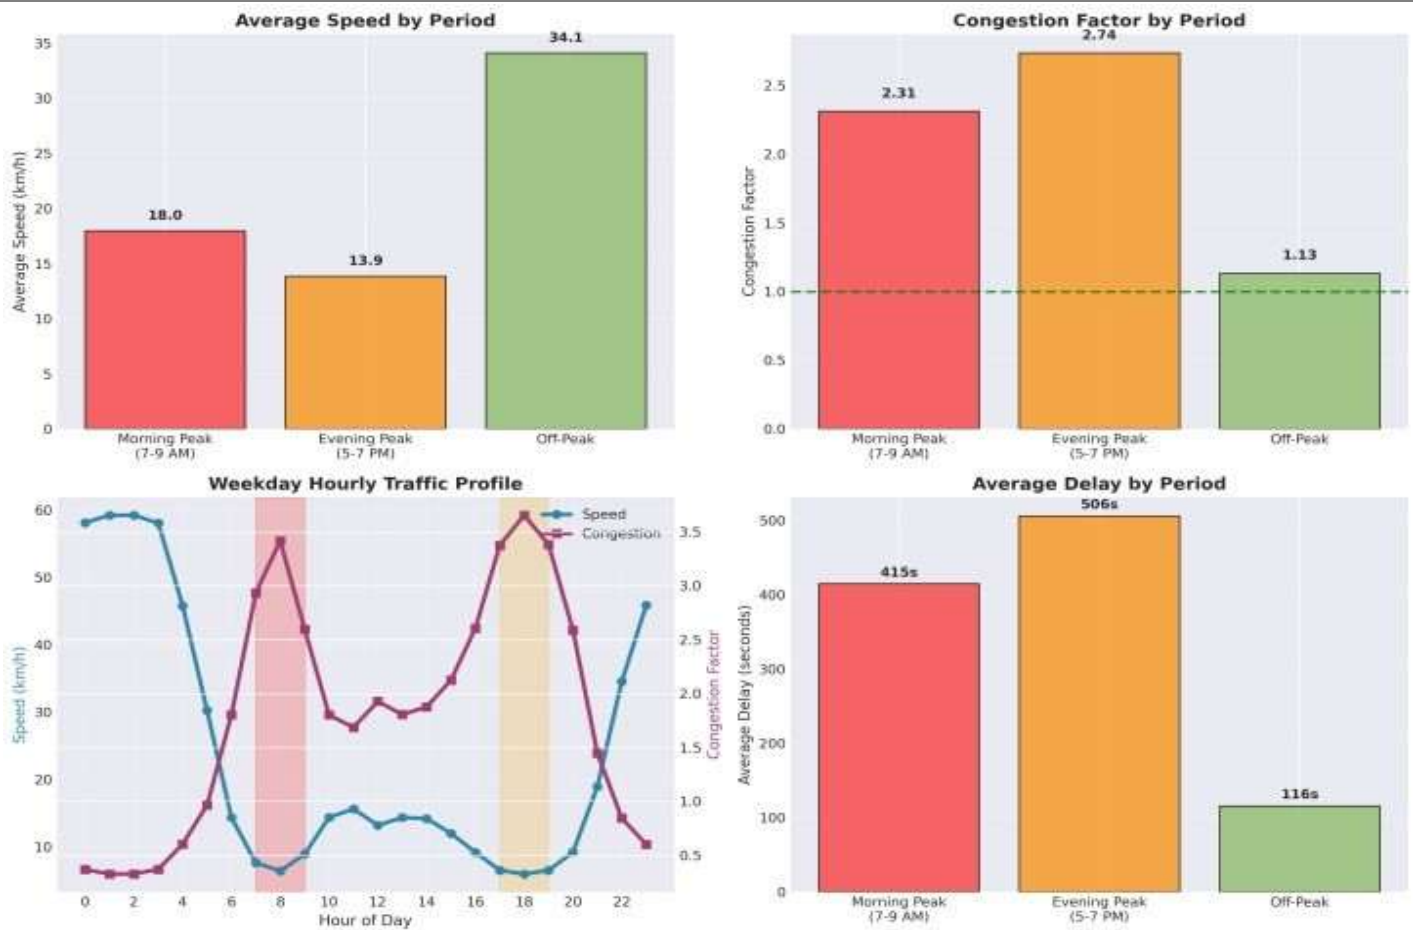 Average Speed by Period
Average Speed (km/h)
35
30
25
20
15
10
5
0
18.0
13.9
34.1
Morning Peak
(7-9 AM)
Evening Peak
(5-7 PM)
Off-Peak
Congestion Factor by Period
Congestion Factor
2.5
2.0
1.5
1.0
0.5
0.0
2.31
2.74
1.13
Morning Peak
(7-9 AM)
Evening Peak
(5-7 PM)
Off-Peak
Weekday Hourly Traffic Profile
Speed (km/h)
60
50
40
30
20
10
Speed
Congestion
3.5
3.0
2.5
2.0
1.5
1.0
0.5
Congestion Factor
0 2 4 6 8 10 12 14 16 18 20 22
Hour of Day
Average Delay by Period
Average Delay (seconds)
500
400
300
200
100
0
415s
506s
116s
Morning Peak
(7-9 AM)
Evening Peak
(5-7 PM)
Off-Peak